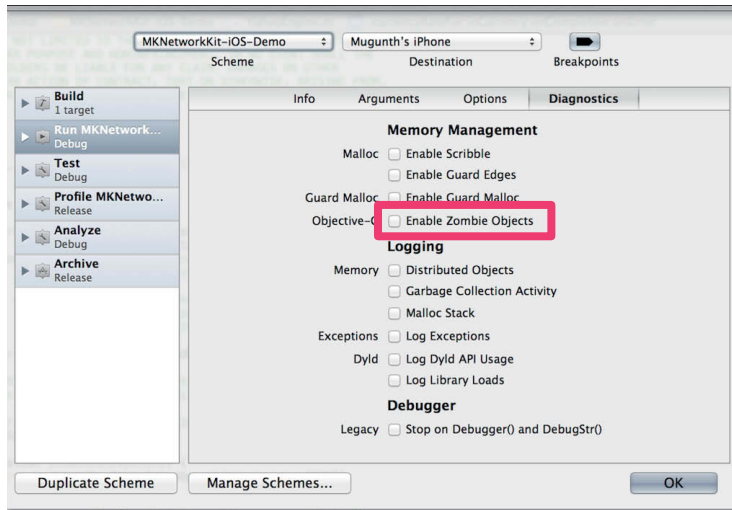 MKNetworkKit-iOS-Demo
Mugunth's iPhone
Scheme
Destination
Breakpoints
Build
1 target
Run MKNetwork...
Debug
Test
Debug
Profile MKNetwo...
Release
Analyze
Debug
Archive
Release
Info Arguments Options Diagnostics
Memory Management
Malloc Enable Scribble
Enable Guard Edges
Guard Malloc Enable Guard Malloc
Objective-C Enable Zombie Objects
Logging
Memory Distributed Objects
Garbage Collection Activity
Malloc Stack
Exceptions Log Exceptions
Dyld Log Dyld API Usage
Log Library Loads
Debugger
Legacy Stop on Debugger() and DebugStr()
Duplicate Scheme
Manage Schemes...
OK